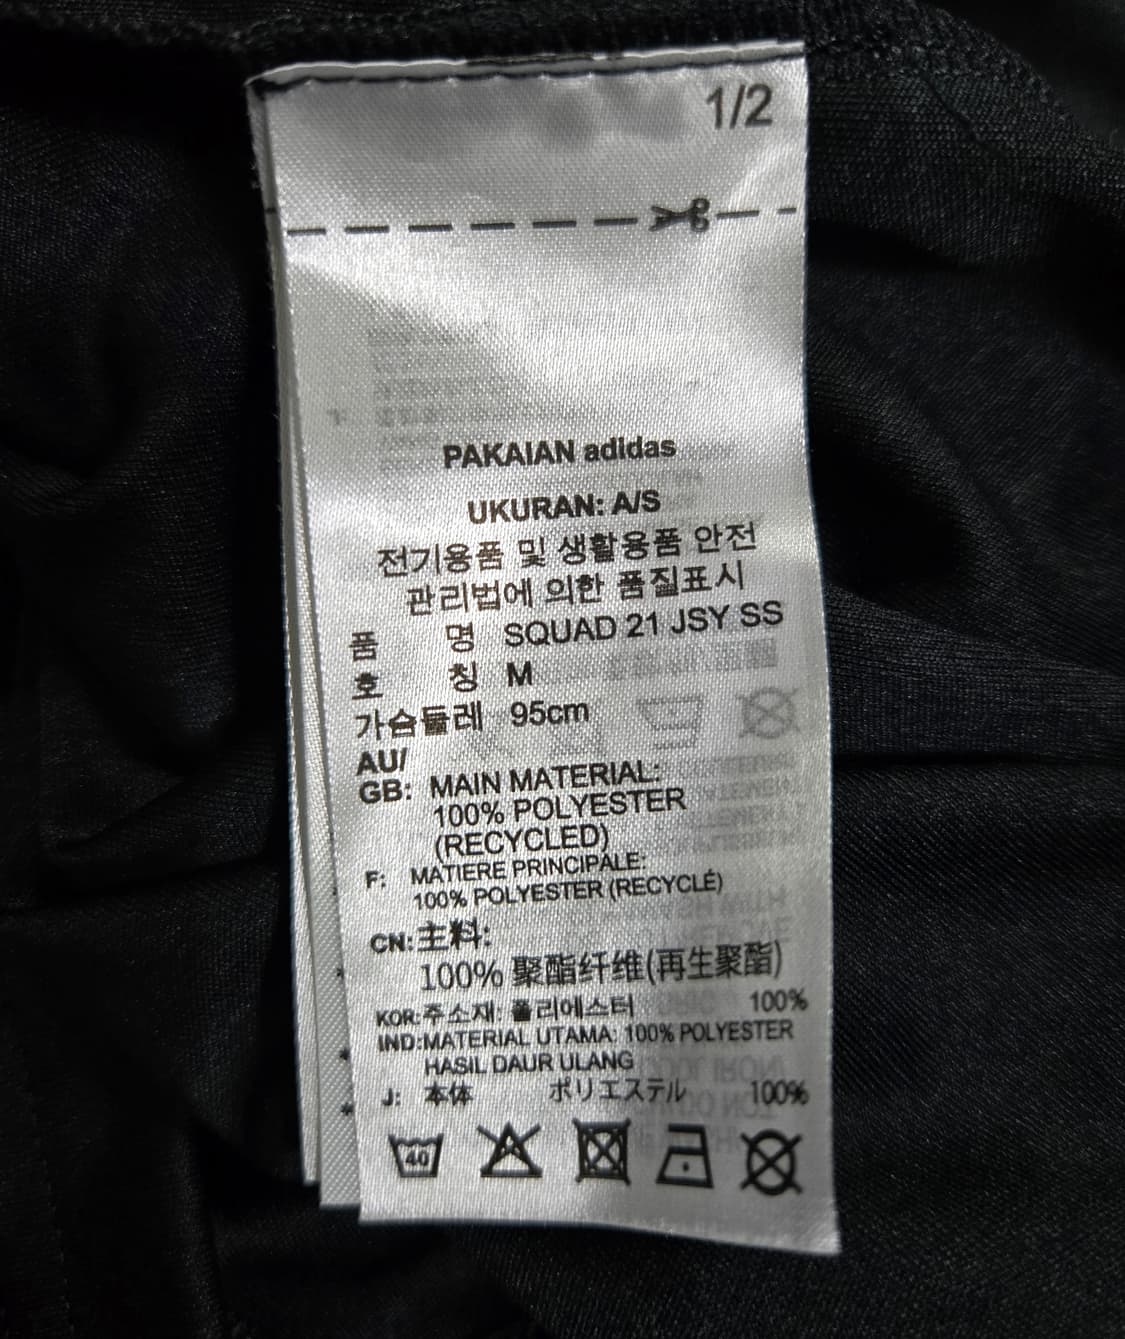 1/2
PAKAIAN adidas
UKURAN: A/S
전기용품 및 생활용품 안전
관리법에 의한 품질표시
품 명 SQUAD 21 JSY SS
호 칭 M
가슴둘레 95cm
AU/
GB: MAIN MATERIAL:
100% POLYESTER
(RECYCLED)
F: MATIERE PRINCIPALE:
100% POLYESTER (RECYCLÉ)
CN:主料:
100% 聚酯纤维(再生聚酯)
KOR:주소재: 폴리에스터 100%
IND:MATERIAL UTAMA: 100% POLYESTER
HASIL DAUR ULANG
J: 本体 ポリエステル 100%
40